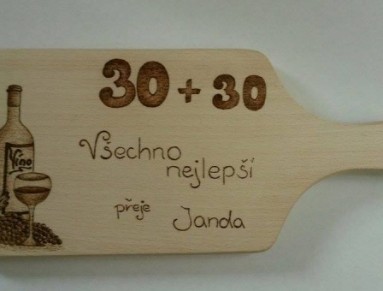 30 + 30
Všechno
nejlepší
Víno
přeje Janda